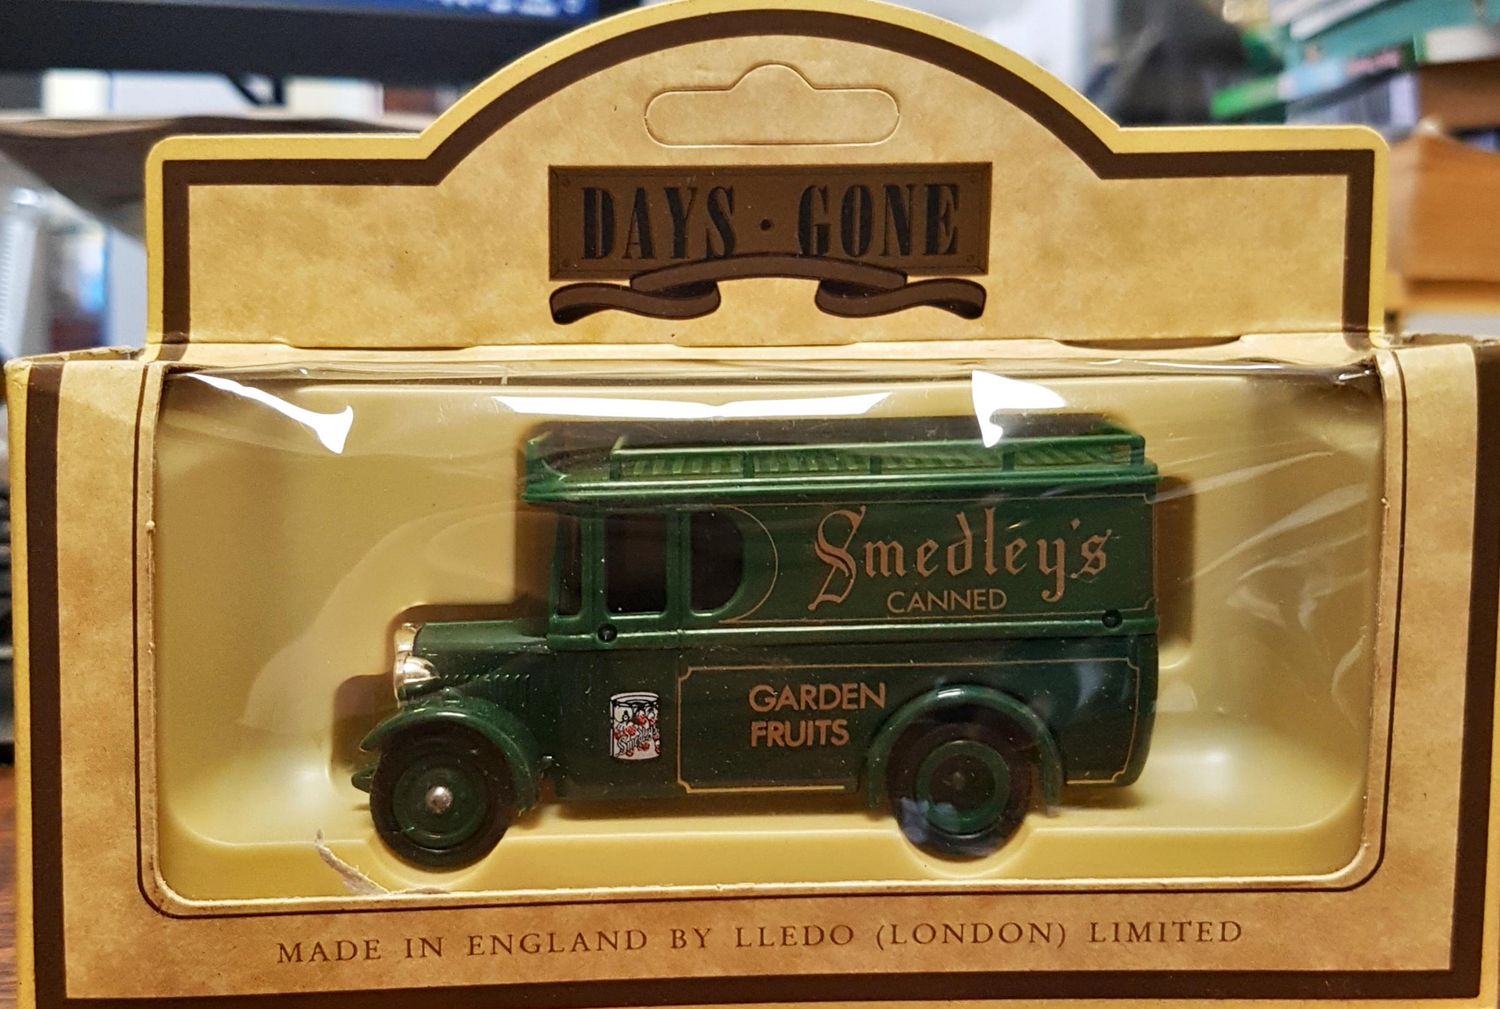 DAYS · GONE
Smedley's
CANNED
GARDEN
FRUITS
MADE IN ENGLAND BY LLEDO (LONDON) LIMITED